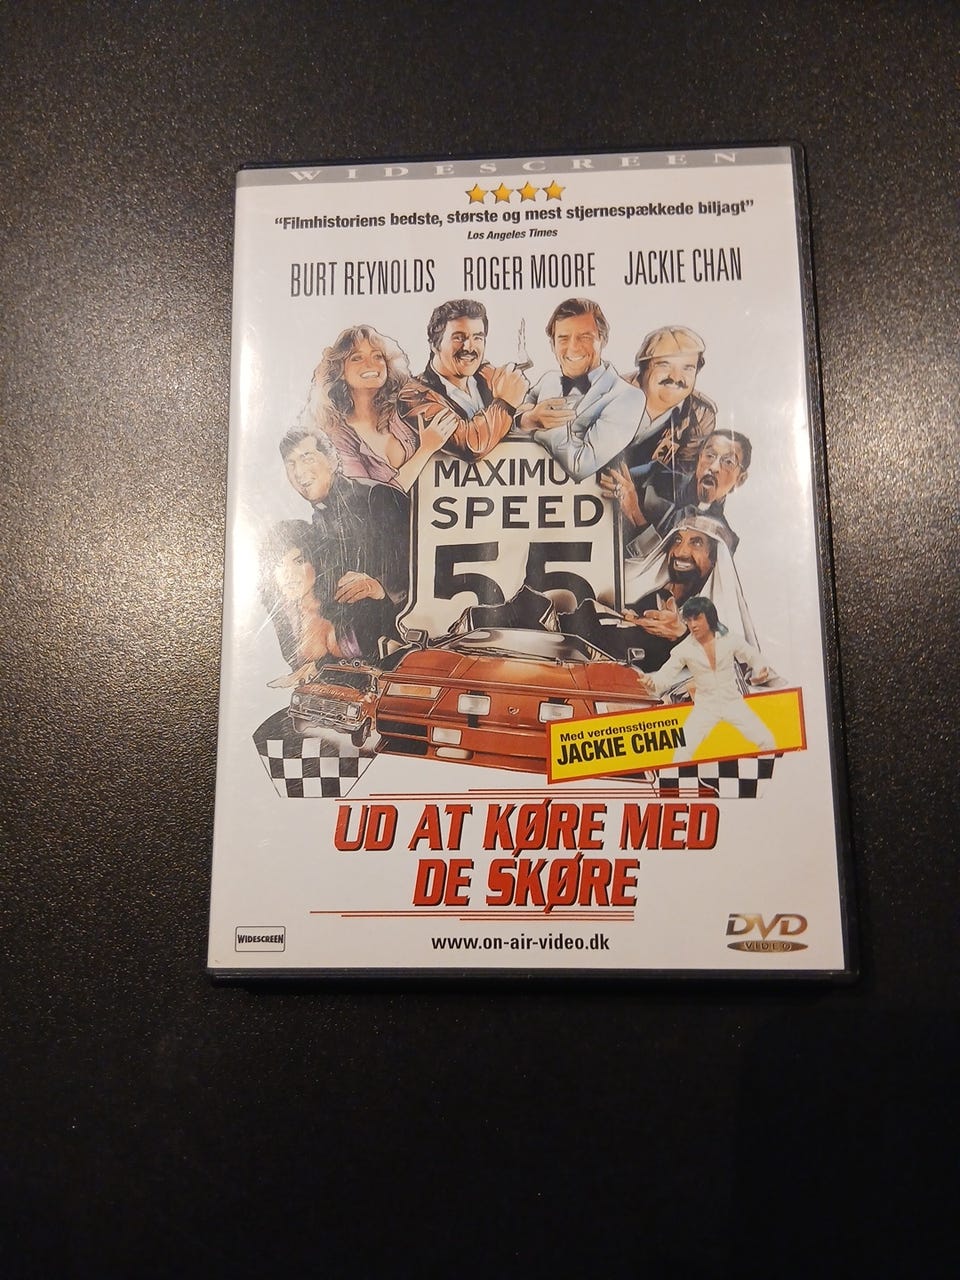 WIDESCREEN
“Filmhistoriens bedste, største og mest stjernespækkede biljagt”
Los Angeles Times
BURT REYNOLDS ROGER MOORE JACKIE CHAN
MAXIMUM
SPEED
55
Med verdensstjernen
JACKIE CHAN
UD AT KØRE MED
DE SKØRE
WIDESCREEN
www.on-air-video.dk
DVD
VIDEO